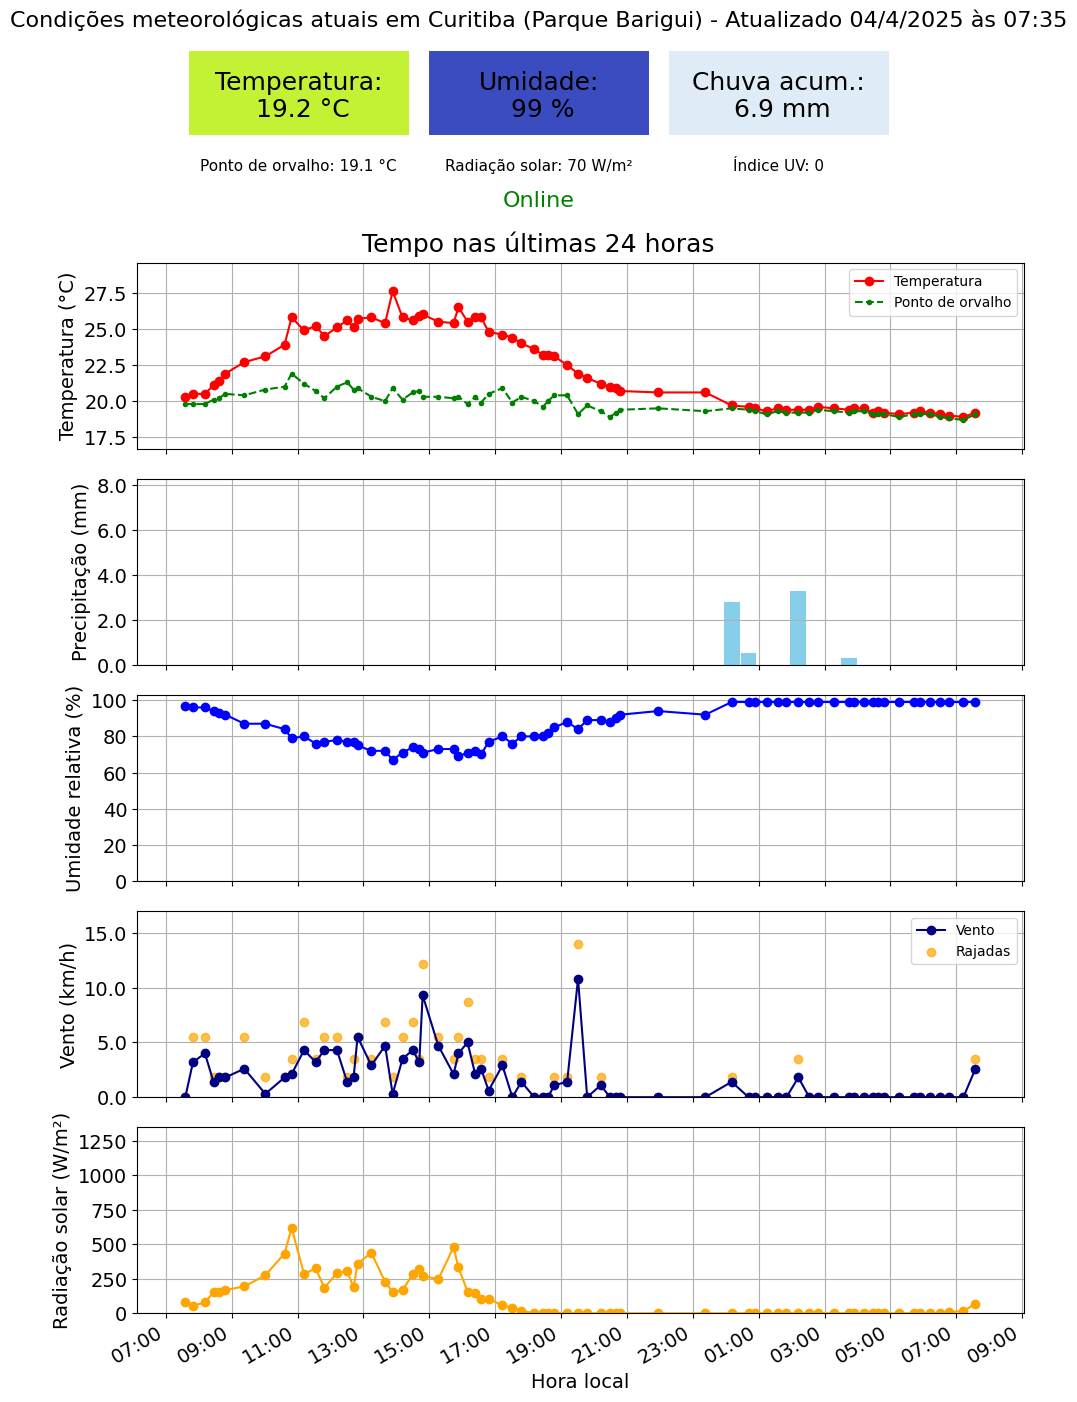 Condições meteorológicas atuais em Curitiba (Parque Barigui) - Atualizado 04/4/2025 às 07:35
Temperatura:
19.2 °C
Umidade:
99 %
Chuva acum.:
6.9 mm
Ponto de orvalho: 19.1 °C
Radiação solar: 70 W/m²
Índice UV: 0
Online
Tempo nas últimas 24 horas
Temperatura (°C)
27.5
25.0
22.5
20.0
17.5
Temperatura
Ponto de orvalho
Precipitação (mm)
8.0
6.0
4.0
2.0
0.0
Umidade relativa (%)
100
80
60
40
20
0
Vento (km/h)
15.0
10.0
5.0
0.0
Vento
Rajadas
Radiação solar (W/m²)
1250
1000
750
500
250
0
07:00
09:00
11:00
13:00
15:00
17:00
19:00
21:00
23:00
01:00
03:00
05:00
07:00
09:00
Hora local